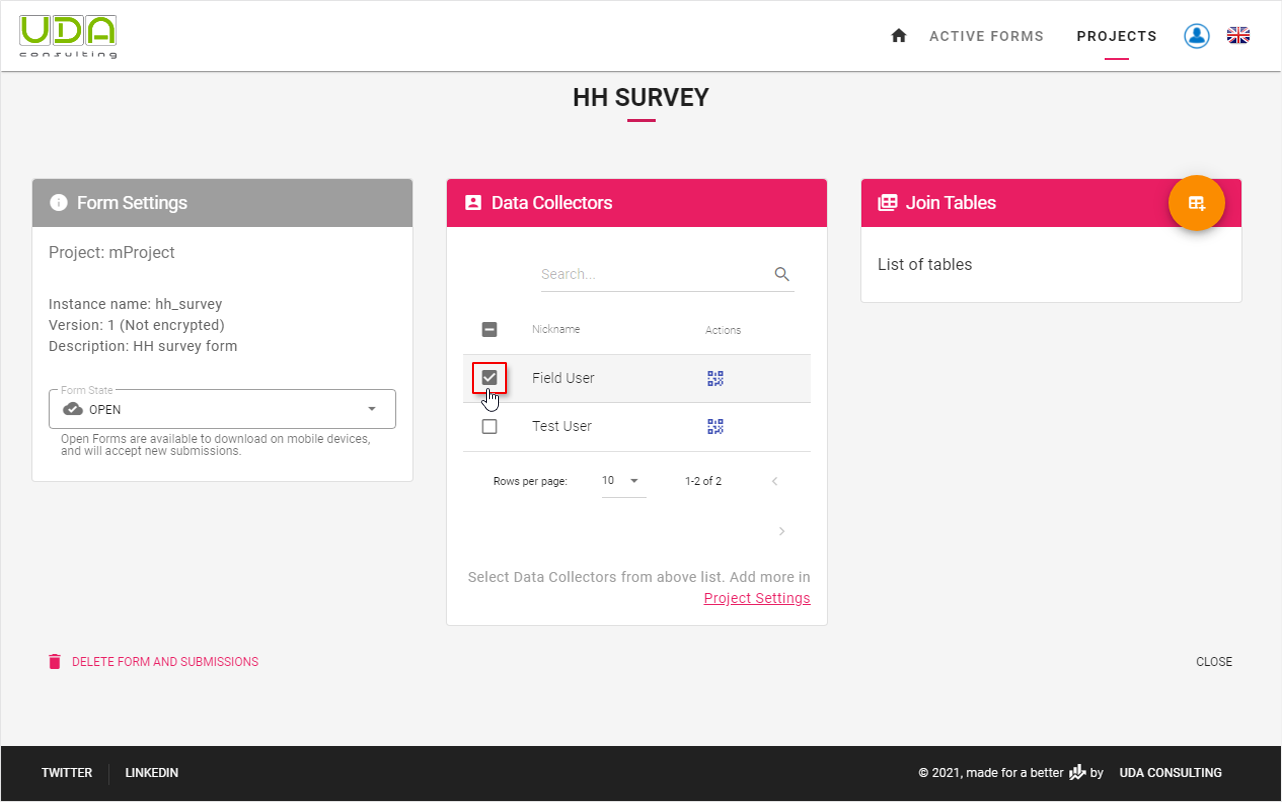 UDA
consulting
ACTIVE FORMS
PROJECTS
HH SURVEY
Form Settings
Project: mProject
Instance name: hh_survey
Version: 1 (Not encrypted)
Description: HH survey form
Form State
OPEN
Open Forms are available to download on mobile devices,
and will accept new submissions.
Data Collectors
Search...
Nickname Actions
Field User
Test User
Rows per page: 10 1-2 of 2
Select Data Collectors from above list. Add more in
Project Settings
Join Tables
List of tables
DELETE FORM AND SUBMISSIONS
CLOSE
TWITTER LINKEDIN
© 2021, made for a better by UDA CONSULTING